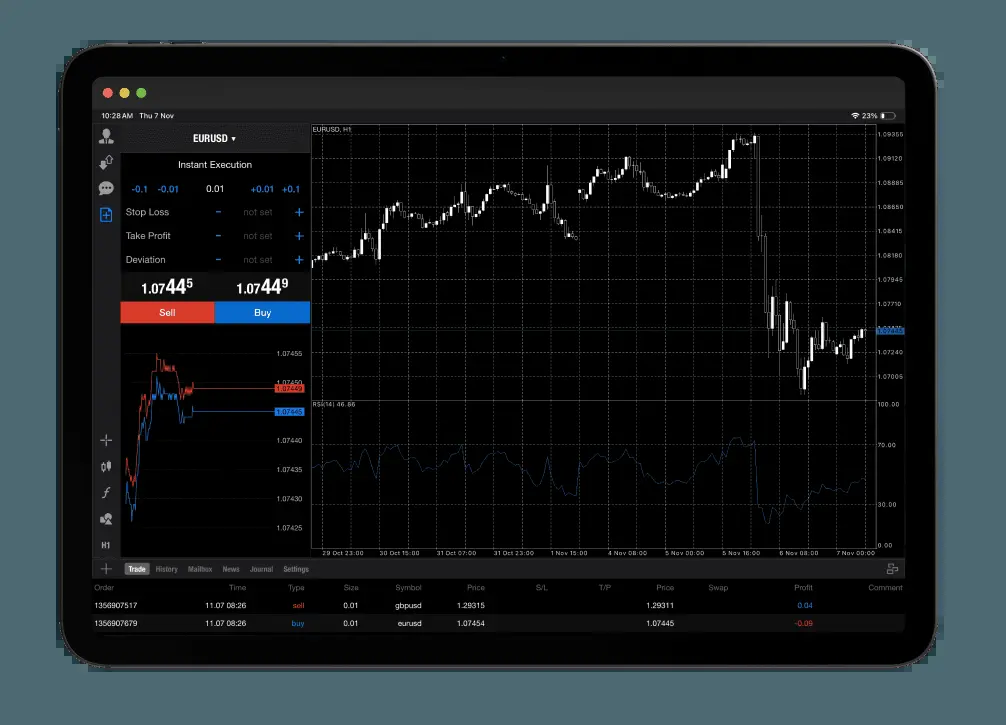 10:28 AM Thu 7 Nov
23%
EURUSD ▾
Instant Execution
-0.1 -0.01 0.01 +0.01 +0.1
Stop Loss - not set +
Take Profit - not set +
Deviation - not set +
1.07445 1.07449
Sell Buy
1.07455
1.07450
1.07449
1.07445
1.07440
1.07435
1.07430
1.07425
H1
EURUSD, H1
1.09355
1.09120
1.08885
1.08650
1.08415
1.08180
1.07945
1.07710
1.07445
1.07240
1.07005
RSI(14) 46.66
100.00
70.00
30.00
0.00
29 Oct 23:00 30 Oct 15:00 31 Oct 07:00 31 Oct 23:00 1 Nov 15:00 4 Nov 08:00 5 Nov 00:00 5 Nov 16:00 6 Nov 08:00 7 Nov 00:00
Trade History Mailbox News Journal Settings
Order Time Type Size Symbol Price S/L T/P Price Swap Profit Comment
1356907517 11.07 08:26 sell 0.01 gbpusd 1.29315 1.29311 0.04
1356907679 11.07 08:26 buy 0.01 eurusd 1.07454 1.07445 -0.09